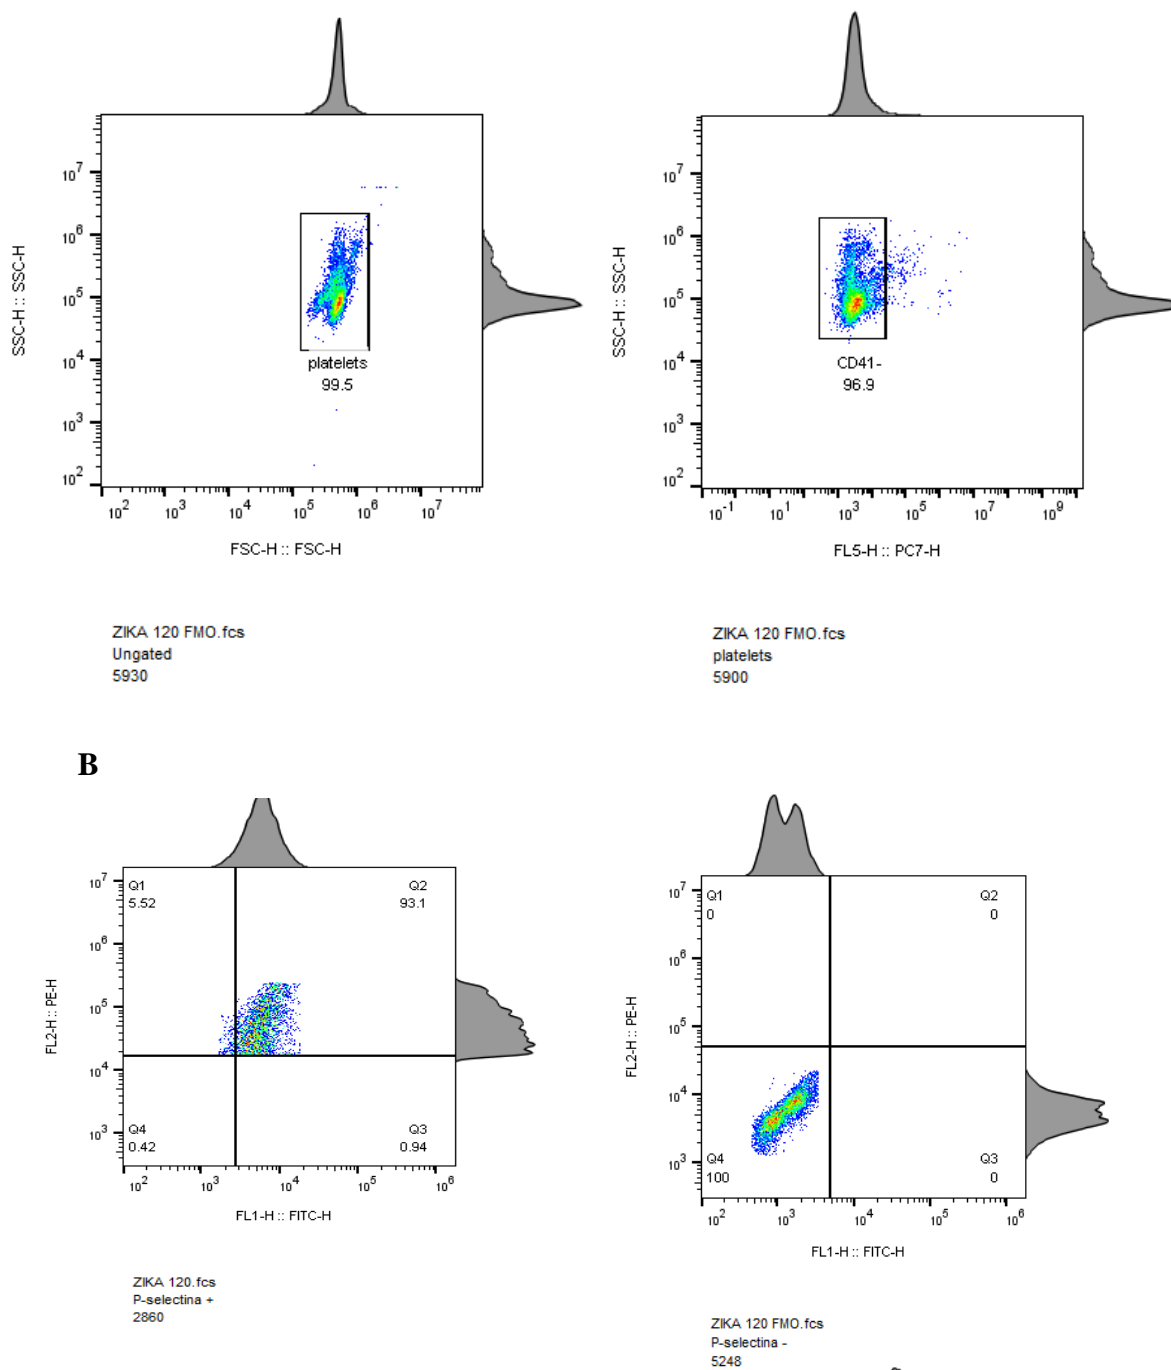 SSC-H :: SSC-H
10^7
10^6
10^5
10^4
10^3
10^2
platelets
99.5
10^2 10^3 10^4 10^5 10^6 10^7
FSC-H :: FSC-H
ZIKA 120 FMO.fcs
Ungated
5930
SSC-H :: SSC-H
10^7
10^6
10^5
10^4
10^3
10^2
CD41-
96.9
10^-1 10^1 10^3 10^5 10^7 10^9
FL5-H :: PC7-H
ZIKA 120 FMO.fcs
platelets
5900
B
FL2-H :: PE-H
10^7
10^6
10^5
10^4
10^3
Q1
5.52
Q2
93.1
Q4
0.42
Q3
0.94
10^2 10^3 10^4 10^5 10^6
FL1-H :: FITC-H
ZIKA 120.fcs
P-selectina +
2860
FL2-H :: PE-H
10^7
10^6
10^5
10^4
10^3
Q1
0
Q2
0
Q4
100
Q3
0
10^2 10^3 10^4 10^5 10^6
FL1-H :: FITC-H
ZIKA 120 FMO.fcs
P-selectina -
5248